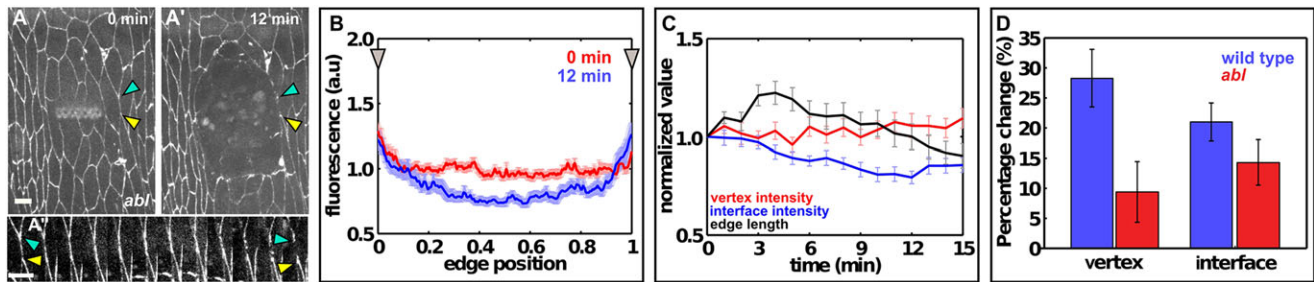 A
0 min
abl
A'
12 min
A''
B
0 min
12 min
fluorescence (a.u)
2.0
1.5
1.0
0.5
0
0.2
0.4
0.6
0.8
1
edge position
C
normalized value
1.5
1.0
0.5
vertex intensity
interface intensity
edge length
0
3
6
9
12
15
time (min)
D
wild type
abl
Percentage change (%)
35
30
25
20
15
10
5
0
vertex
interface